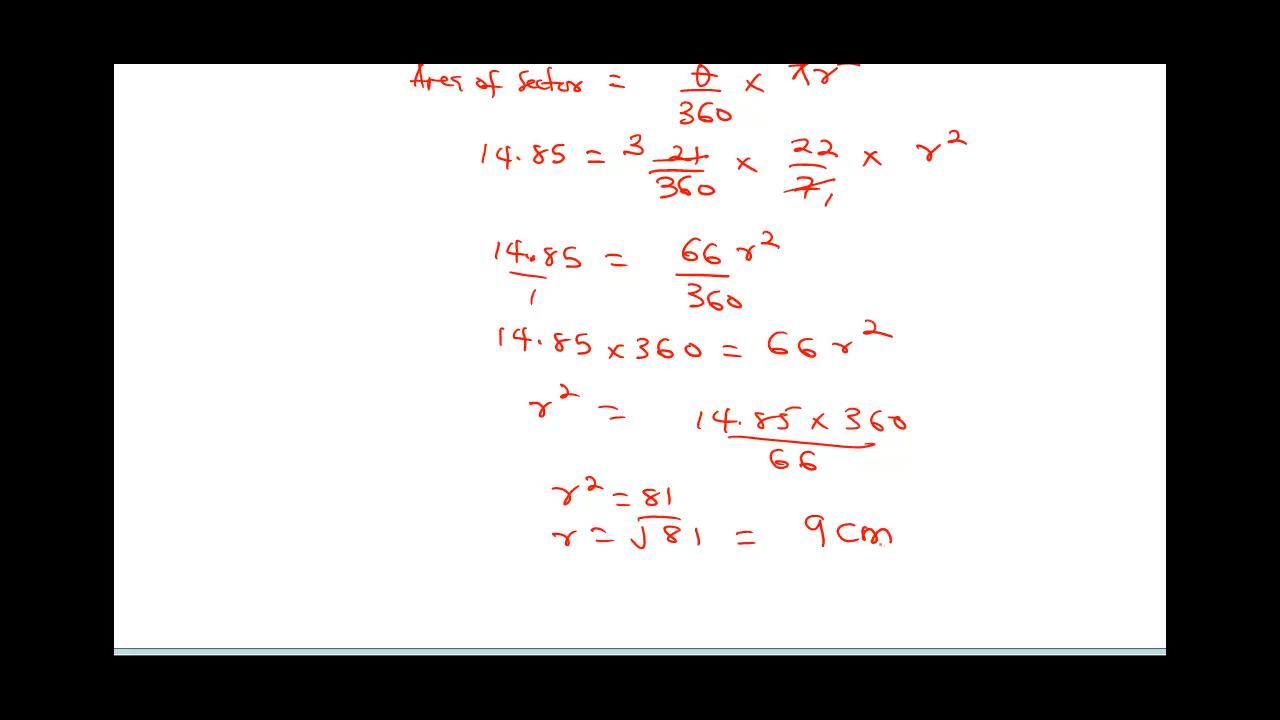 Area of Sector = θ/360 × πr
14.85 = 3 21/360 × 22/7 1 × r²
14.85/1 = 66 r²/360
14.85 × 360 = 66 r²
r² = 14.85 × 360/66
r² = 81
r = √81 = 9 cm